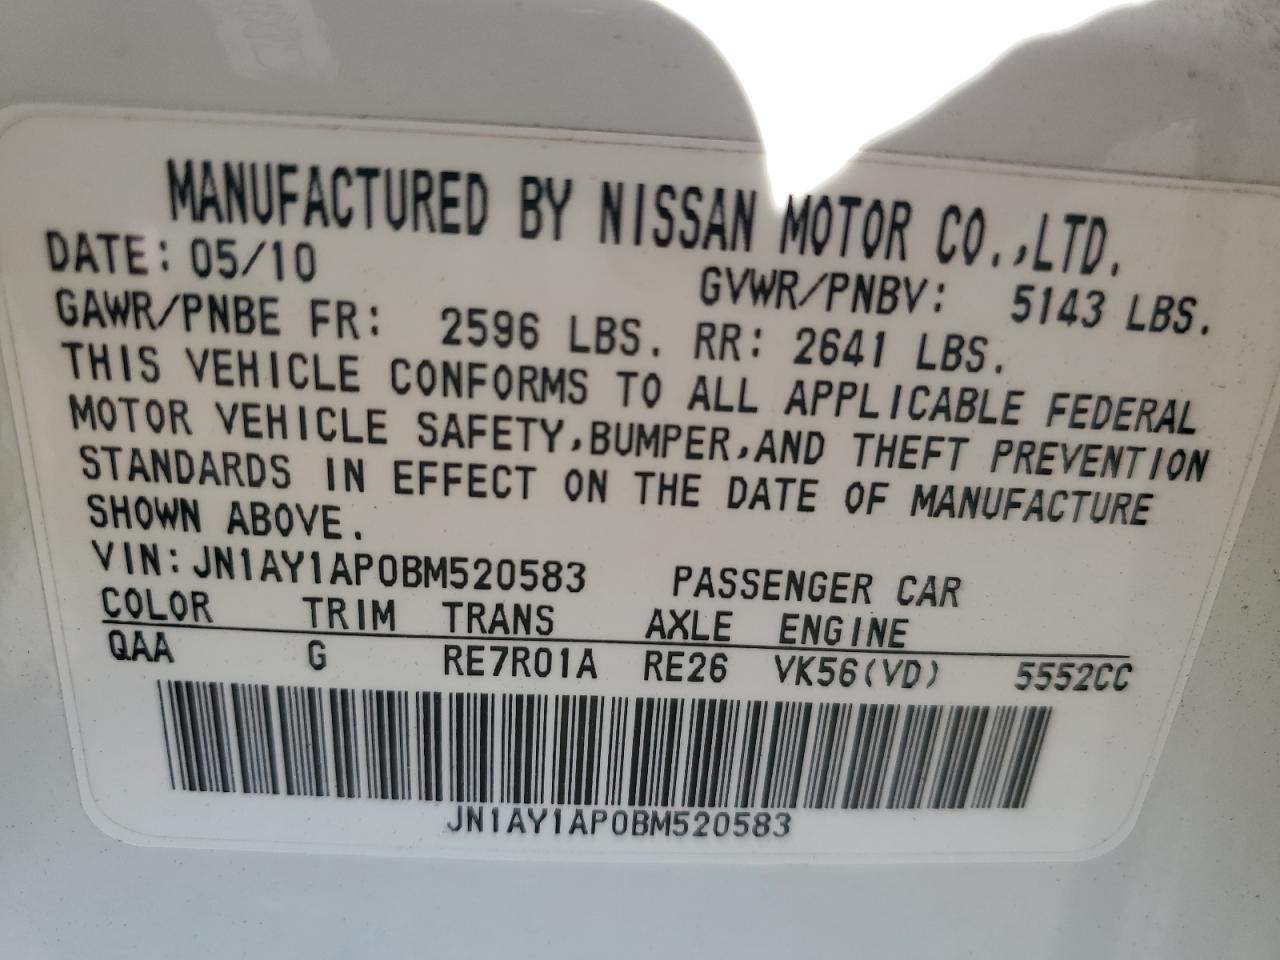 MANUFACTURED BY NISSAN MOTOR CO.,LTD.
DATE: 05/10 GVWR/PNBV: 5143 LBS.
GAWR/PNBE FR: 2596 LBS. RR: 2641 LBS.
THIS VEHICLE CONFORMS TO ALL APPLICABLE FEDERAL
MOTOR VEHICLE SAFETY,BUMPER,AND THEFT PREVENTION
STANDARDS IN EFFECT ON THE DATE OF MANUFACTURE
SHOWN ABOVE.
VIN:JN1AY1AP0BM520583 PASSENGER CAR
COLOR TRIM TRANS AXLE ENGINE
QAA G RE7R01A RE26 VK56(VD) 5552CC
JN1AY1AP0BM520583